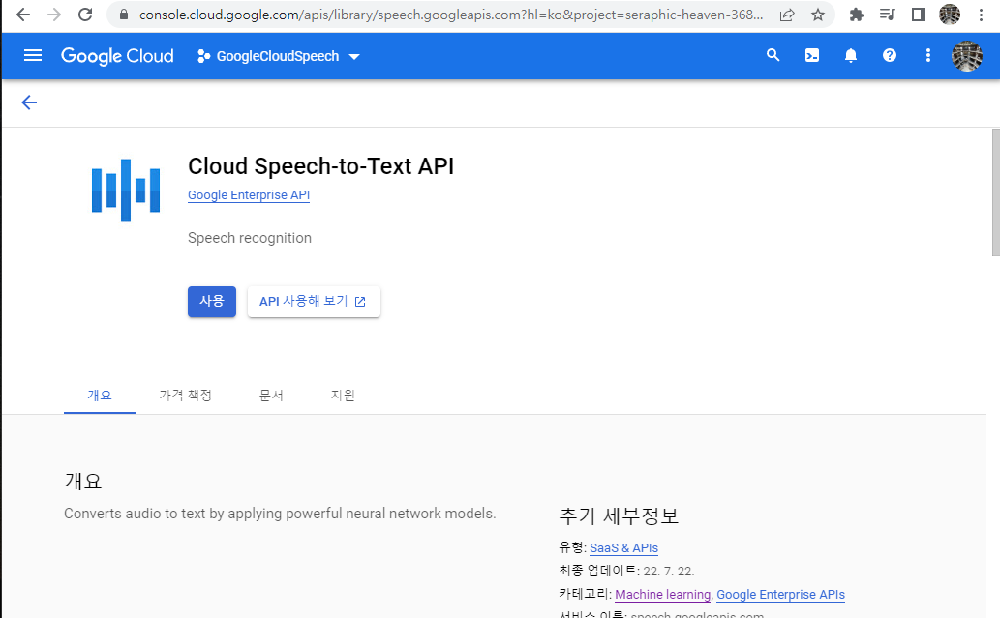 console.cloud.google.com/apis/library/speech.googleapis.com?hl=ko&project=seraphic-heaven-368...
Google Cloud GoogleCloudSpeech
Cloud Speech-to-Text API
Google Enterprise API
Speech recognition
사용 API 사용해 보기
개요 가격 책정 문서 지원
개요
Converts audio to text by applying powerful neural network models.
추가 세부정보
유형: SaaS & APIs
최종 업데이트: 22. 7. 22.
카테고리: Machine learning, Google Enterprise APIs
서비스 이름: speech.googleapis.com